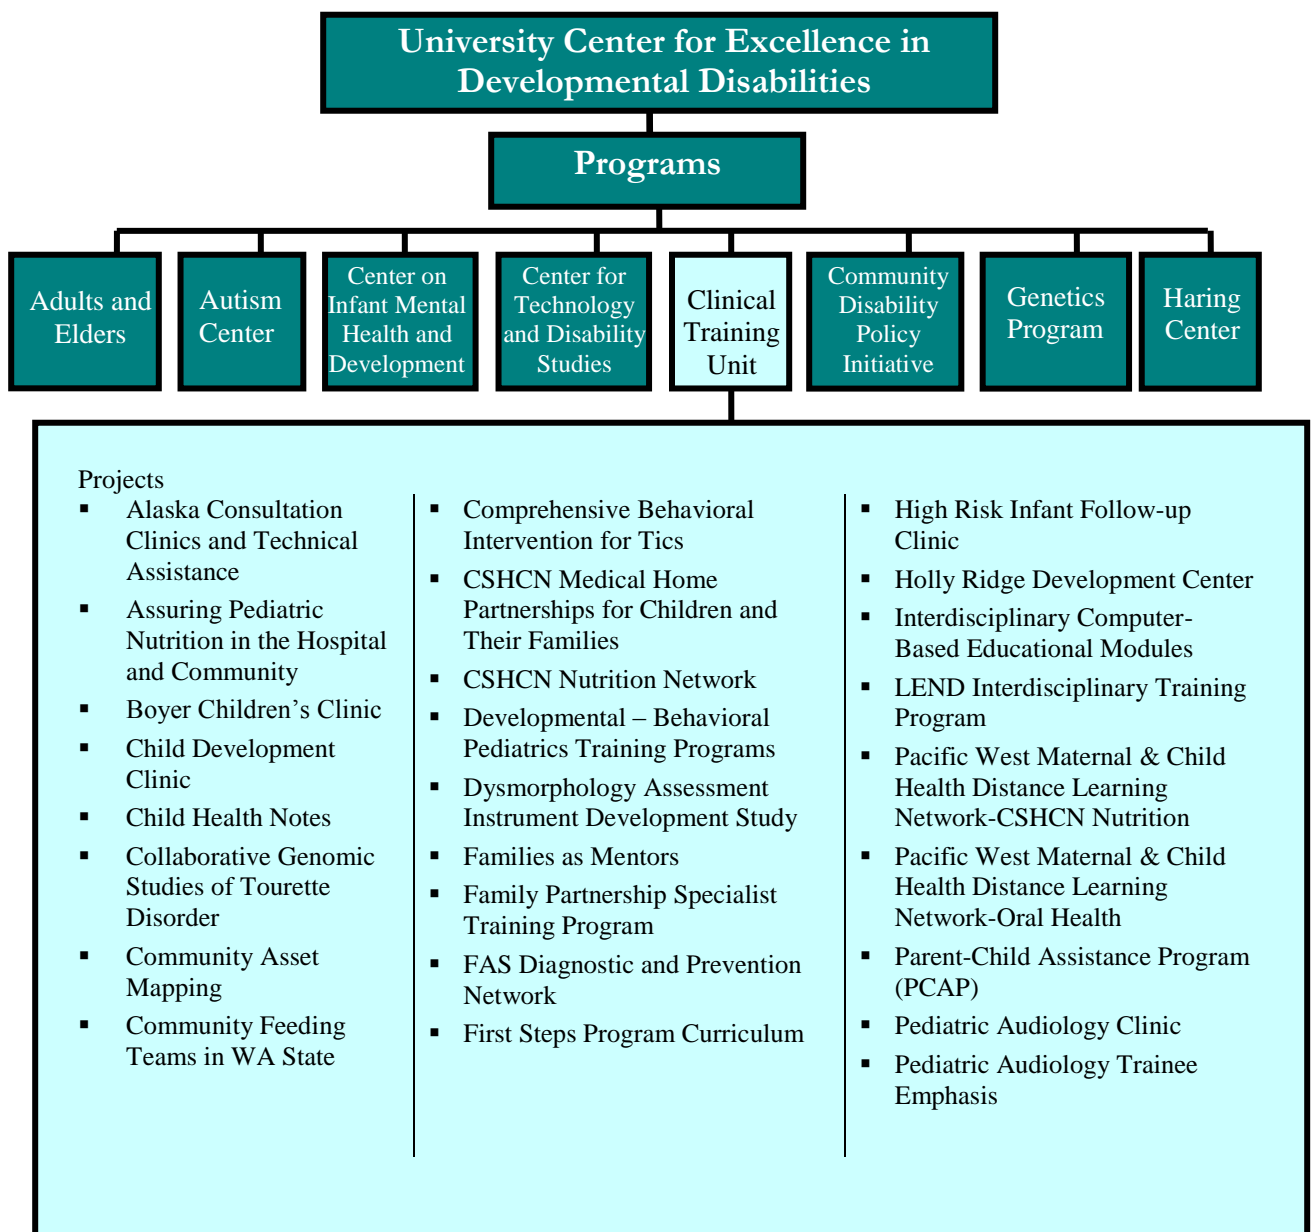 University Center for Excellence in
Developmental Disabilities
Programs
Adults and
Elders
Autism
Center
Center on
Infant Mental
Health and
Development
Center for
Technology
and Disability
Studies
Clinical
Training
Unit
Community
Disability
Policy
Initiative
Genetics
Program
Haring
Center
Projects
▪ Alaska Consultation
Clinics and Technical
Assistance
▪ Assuring Pediatric
Nutrition in the Hospital
and Community
▪ Boyer Children’s Clinic
▪ Child Development
Clinic
▪ Child Health Notes
▪ Collaborative Genomic
Studies of Tourette
Disorder
▪ Community Asset
Mapping
▪ Community Feeding
Teams in WA State
▪ Comprehensive Behavioral
Intervention for Tics
▪ CSHCN Medical Home
Partnerships for Children and
Their Families
▪ CSHCN Nutrition Network
▪ Developmental – Behavioral
Pediatrics Training Programs
▪ Dysmorphology Assessment
Instrument Development Study
▪ Families as Mentors
▪ Family Partnership Specialist
Training Program
▪ FAS Diagnostic and Prevention
Network
▪ First Steps Program Curriculum
▪ High Risk Infant Follow-up
Clinic
▪ Holly Ridge Development Center
▪ Interdisciplinary Computer-
Based Educational Modules
▪ LEND Interdisciplinary Training
Program
▪ Pacific West Maternal & Child
Health Distance Learning
Network-CSHCN Nutrition
▪ Pacific West Maternal & Child
Health Distance Learning
Network-Oral Health
▪ Parent-Child Assistance Program
(PCAP)
▪ Pediatric Audiology Clinic
▪ Pediatric Audiology Trainee
Emphasis